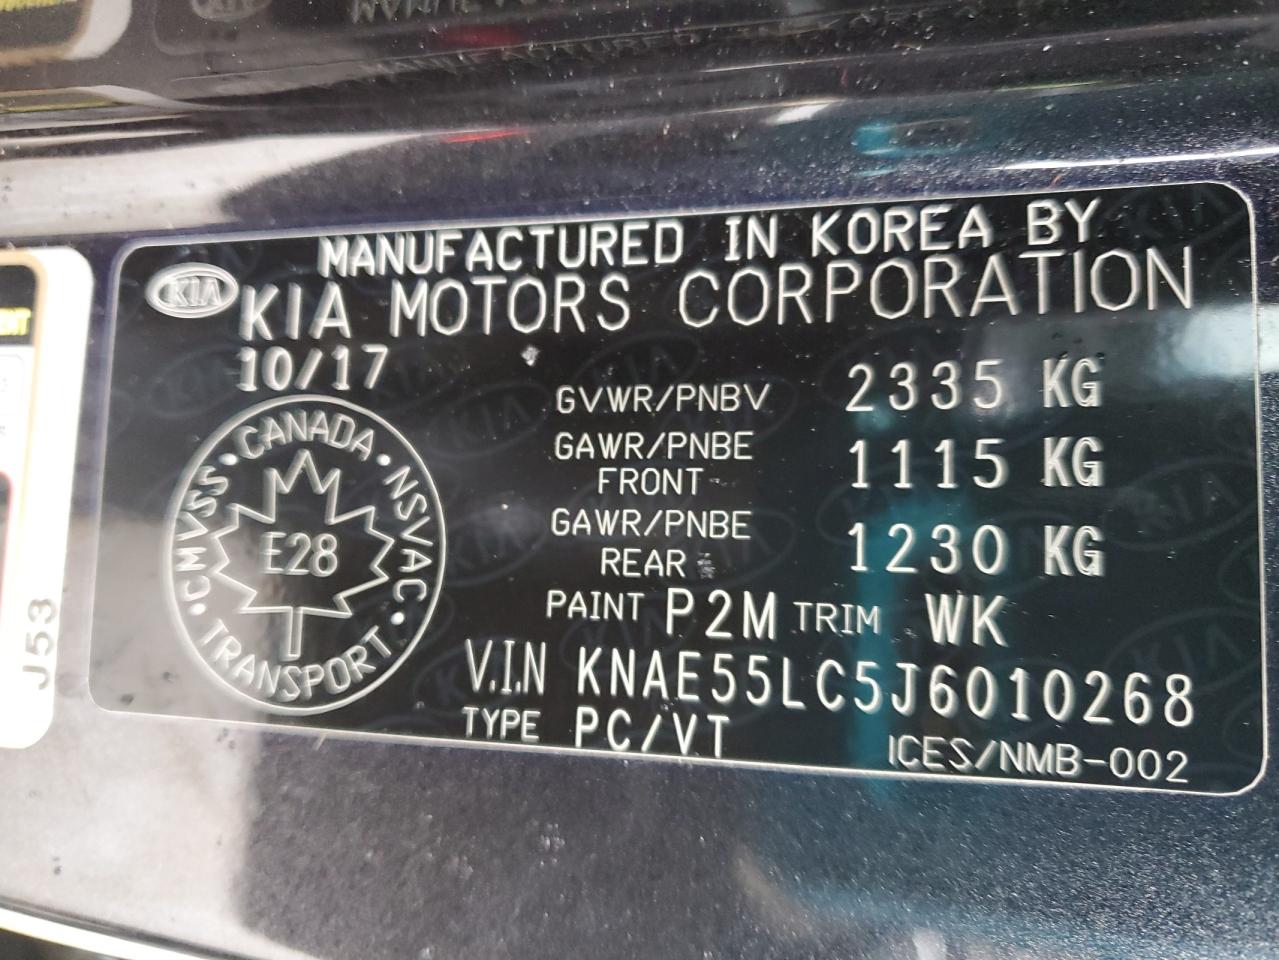 MANUFACTURED IN KOREA BY
KIA
KIA MOTORS CORPORATION
10/17
GVWR/PNBV 2335 KG
GAWR/PNBE
FRONT 1115 KG
GAWR/PNBE
REAR 1230 KG
CANADA • NSVAC • TRANSPORT • CMVSS •
E28
PAINT P2M TRIM WK
V.I.N KNAE55LC5J6010268
TYPE PC/VT
ICES/NMB-002
J53